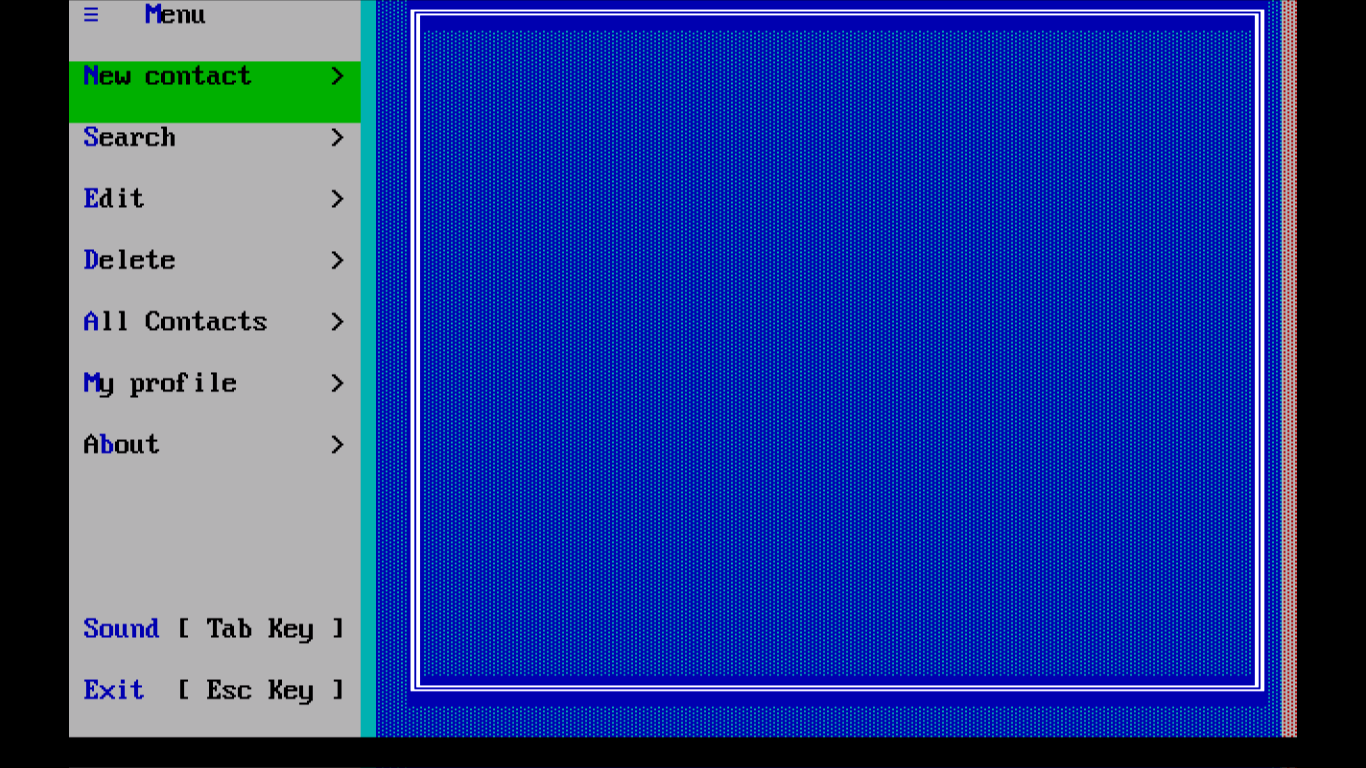 ≡ Menu
New contact >
Search >
Edit >
Delete >
All Contacts >
My profile >
About >
Sound [ Tab Key ]
Exit [ Esc Key ]